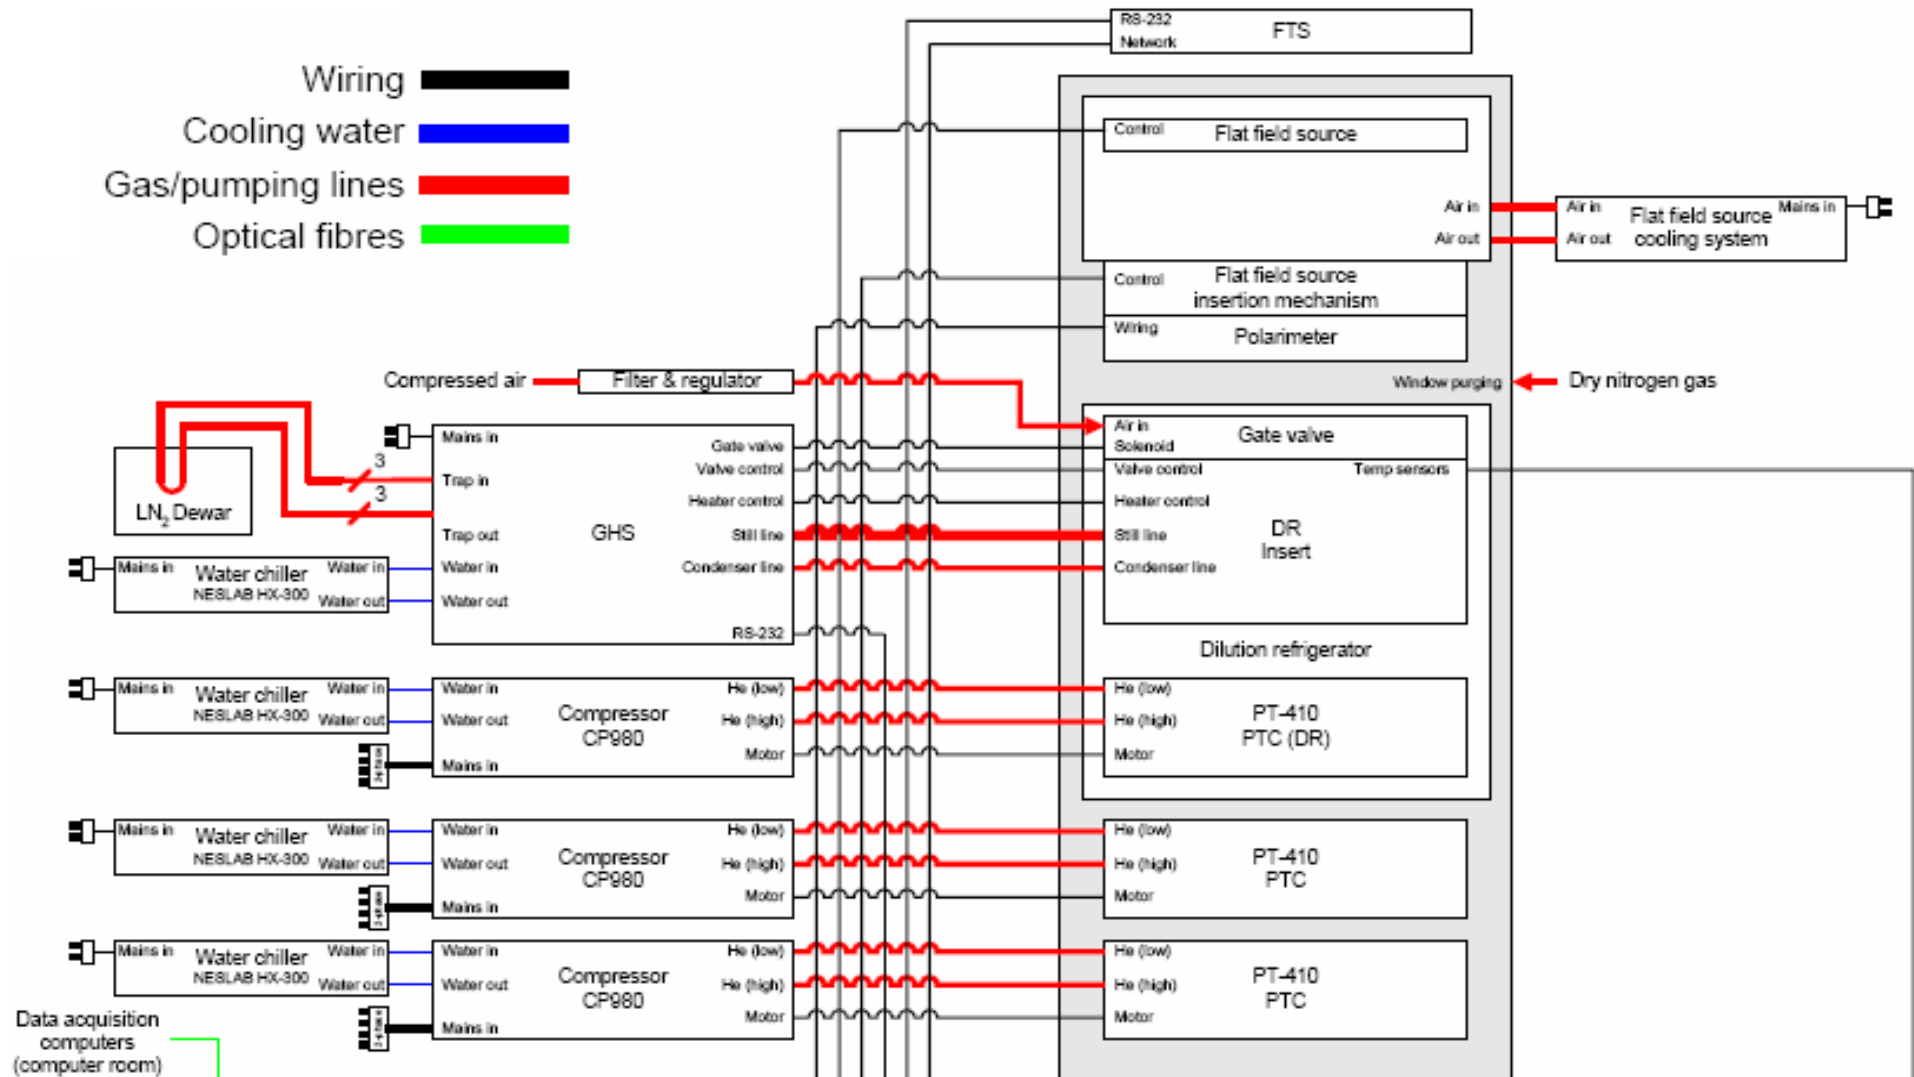 RS-232
Network
FTS
Wiring
Cooling water
Gas/pumping lines
Optical fibres
Control
Flat field source
Air in
Air out
Air in
Air out
Flat field source
cooling system
Mains in
Control
Flat field source
insertion mechanism
Wiring
Polarimeter
Compressed air
Filter & regulator
Window purging
Dry nitrogen gas
Air in
Solenoid
Gate valve
LN2 Dewar
3
3
Mains in
Trap in
Trap out
Water in
Water out
GHS
Gate valve
Valve control
Heater control
Still line
Condenser line
RS-232
Valve control
Heater control
Still line
Condenser line
Temp sensors
DR
Insert
Dilution refrigerator
Mains in
Water chiller
NESLAB HX-300
Water in
Water out
Mains in
Water chiller
NESLAB HX-300
Water in
Water out
Water in
Water out
Mains in
Compressor
CP980
He (low)
He (high)
Motor
He (low)
He (high)
Motor
PT-410
PTC (DR)
Mains in
Water chiller
NESLAB HX-300
Water in
Water out
Water in
Water out
Mains in
Compressor
CP980
He (low)
He (high)
Motor
He (low)
He (high)
Motor
PT-410
PTC
Mains in
Water chiller
NESLAB HX-300
Water in
Water out
Water in
Water out
Mains in
Compressor
CP980
He (low)
He (high)
Motor
He (low)
He (high)
Motor
PT-410
PTC
Data acquisition
computers
(computer room)